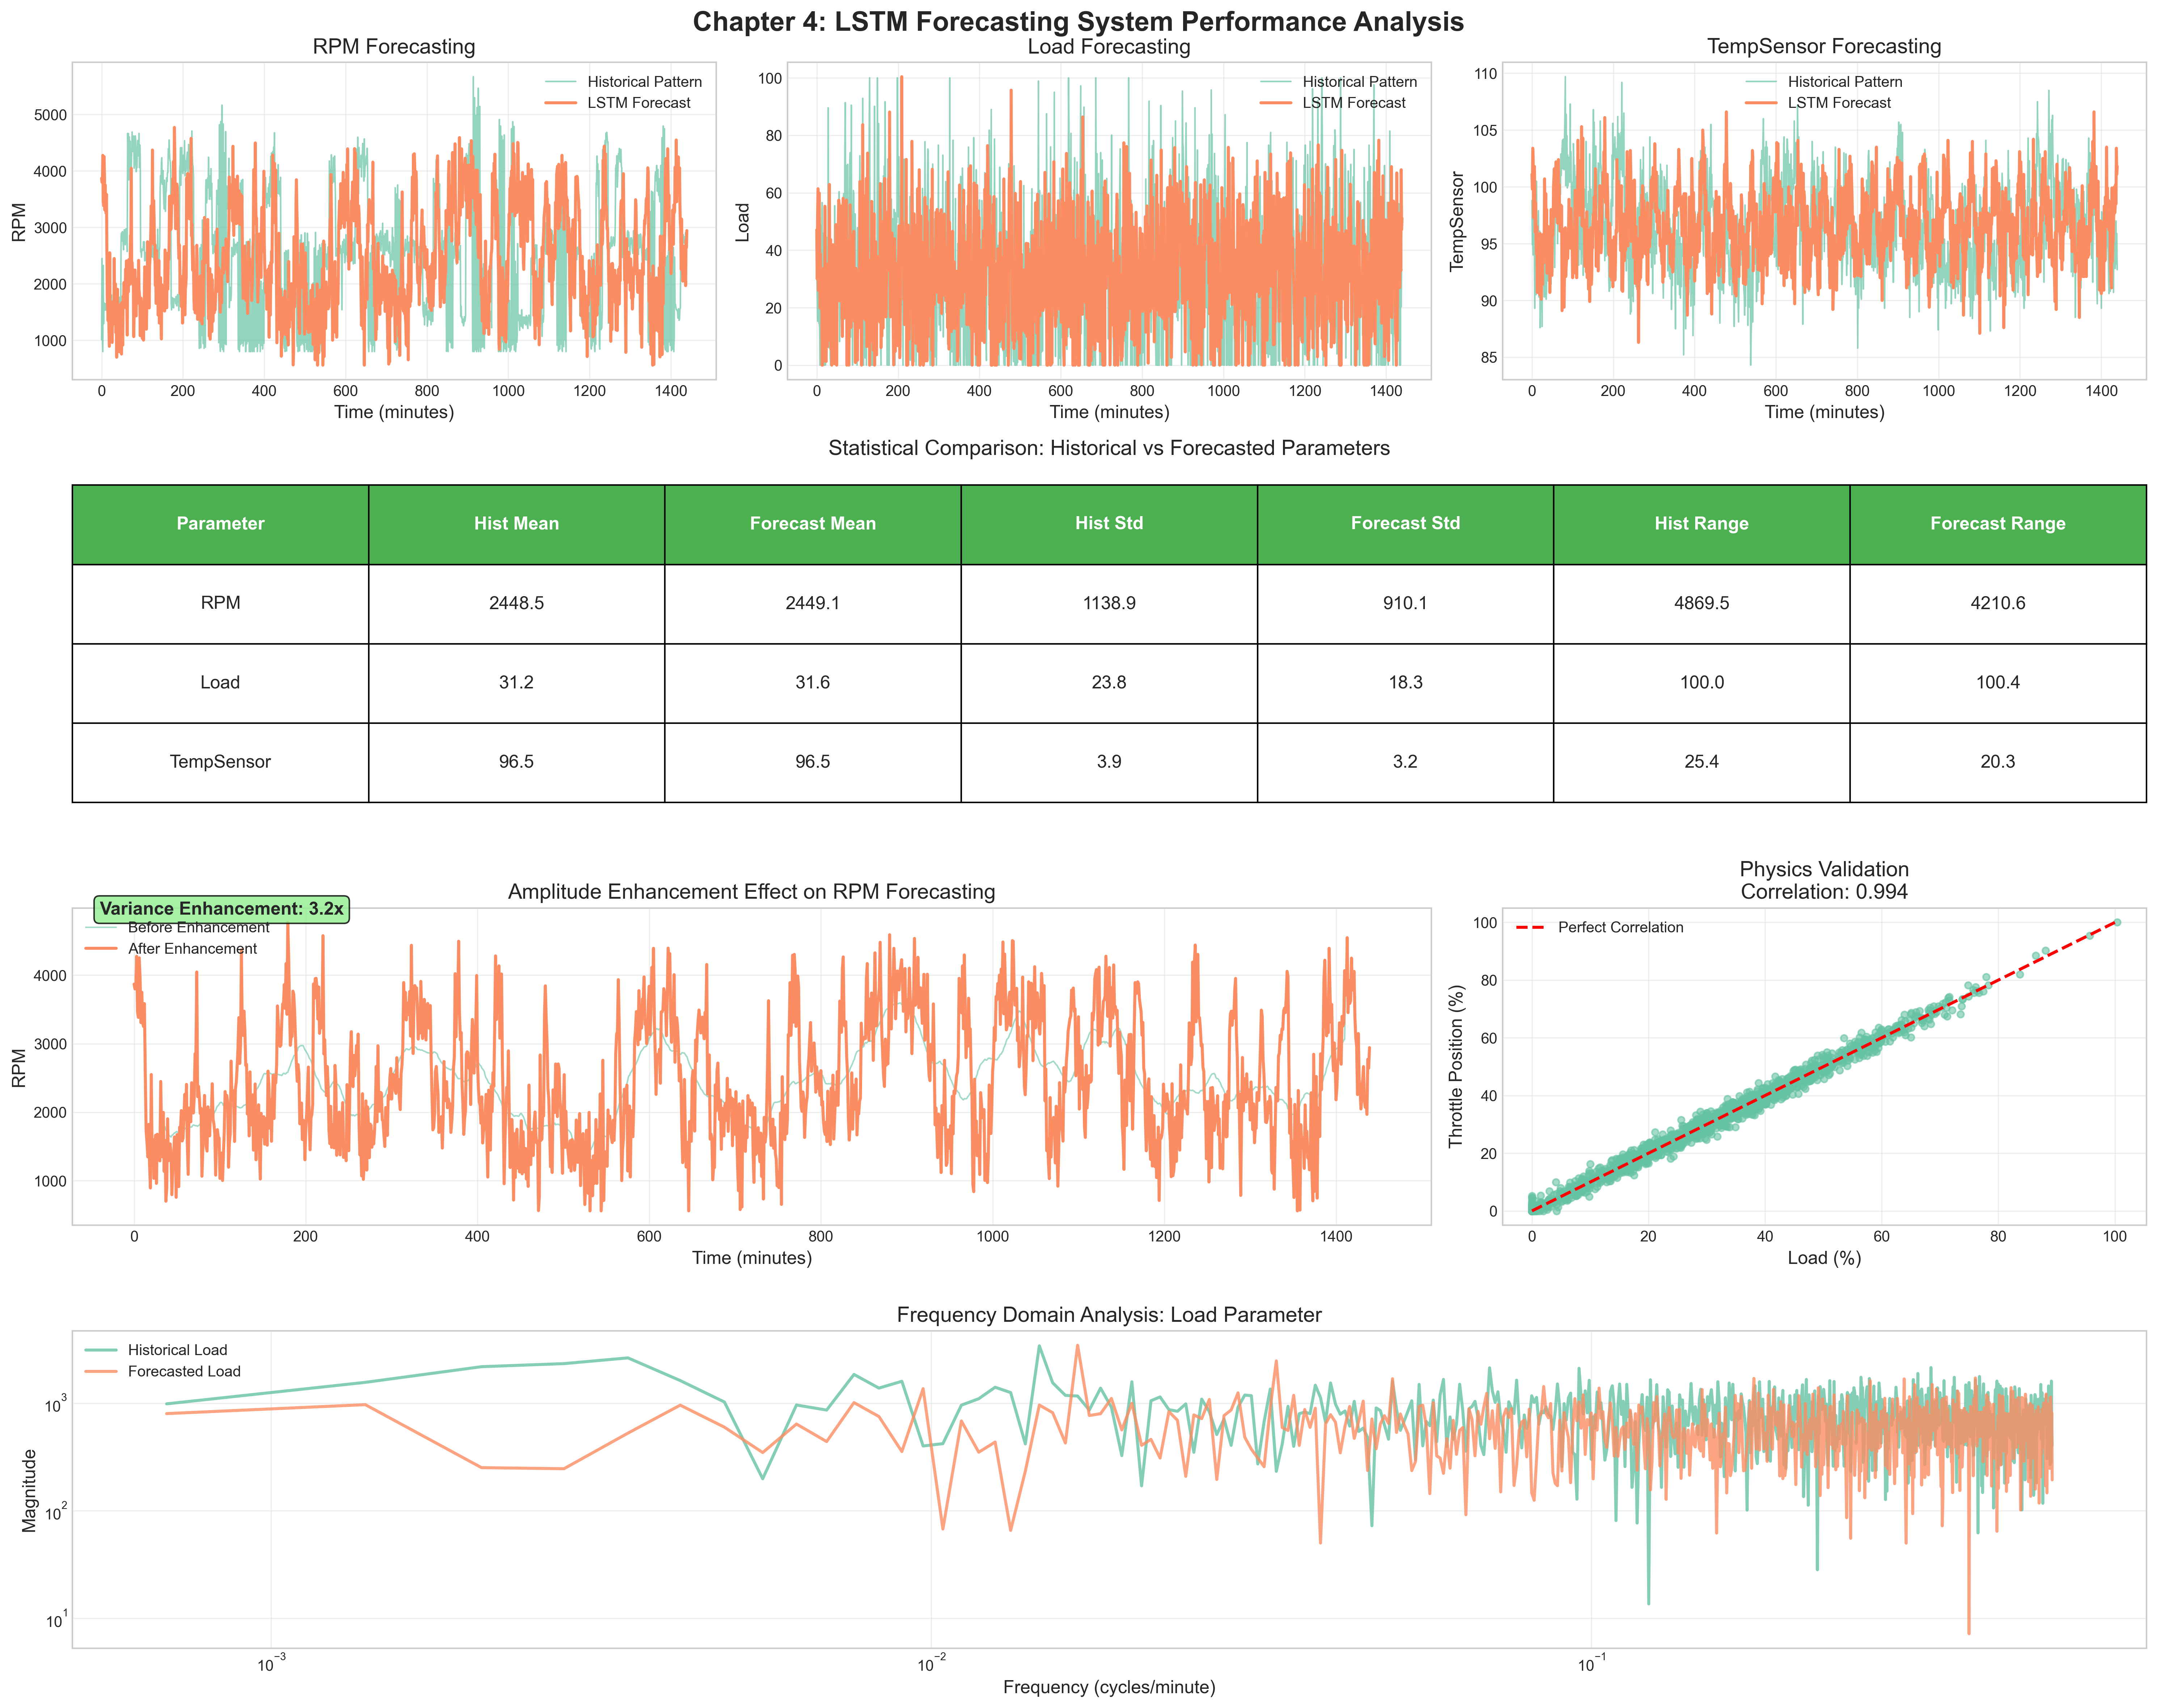 Chapter 4: LSTM Forecasting System Performance Analysis
RPM Forecasting
Historical Pattern
LSTM Forecast
RPM
5000
4000
3000
2000
1000
0 200 400 600 800 1000 1200 1400
Time (minutes)
Load Forecasting
Historical Pattern
LSTM Forecast
Load
100
80
60
40
20
0
0 200 400 600 800 1000 1200 1400
Time (minutes)
TempSensor Forecasting
Historical Pattern
LSTM Forecast
TempSensor
110
105
100
95
90
85
0 200 400 600 800 1000 1200 1400
Time (minutes)
Statistical Comparison: Historical vs Forecasted Parameters
Parameter Hist Mean Forecast Mean Hist Std Forecast Std Hist Range Forecast Range
RPM 2448.5 2449.1 1138.9 910.1 4869.5 4210.6
Load 31.2 31.6 23.8 18.3 100.0 100.4
TempSensor 96.5 96.5 3.9 3.2 25.4 20.3
Amplitude Enhancement Effect on RPM Forecasting
Variance Enhancement: 3.2x
Before Enhancement
After Enhancement
RPM
4000
3000
2000
1000
0 200 400 600 800 1000 1200 1400
Time (minutes)
Physics Validation
Correlation: 0.994
Perfect Correlation
Throttle Position (%)
100
80
60
40
20
0
0 20 40 60 80 100
Load (%)
Frequency Domain Analysis: Load Parameter
Historical Load
Forecasted Load
Magnitude
10³
10²
10¹
10⁻³ 10⁻² 10⁻¹
Frequency (cycles/minute)